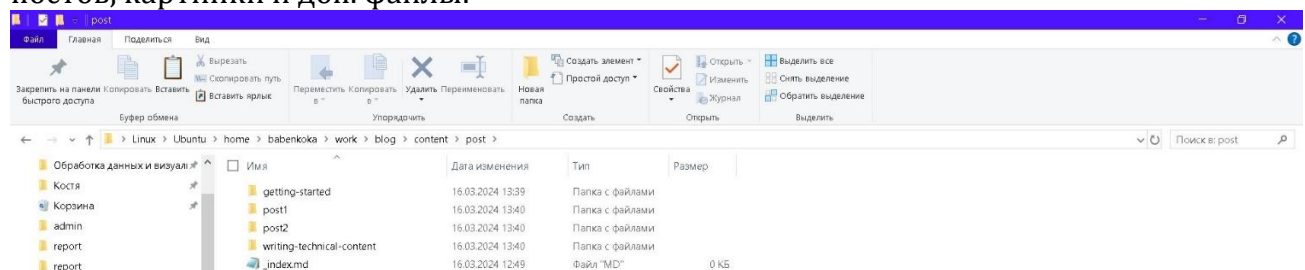 постов, картинки и доп. файлы.
post
Файл Главная Поделиться Вид
Закрепить на панели быстрого доступа
Копировать
Вставить
Вырезать
Скопировать путь
Вставить ярлык
Буфер обмена
Переместить в
Копировать в
Удалить
Переименовать
Упорядочить
Новая папка
Создать элемент
Простой доступ
Создать
Свойства
Открыть
Изменить
Журнал
Открыть
Выделить все
Снять выделение
Обратить выделение
Выделить
> Linux > Ubuntu > home > babenkoka > work > blog > content > post >
Поиск в: post
Обработка данных и визуали
Костя
Корзина
admin
report
report
Имя Дата изменения Тип Размер
getting-started 16.03.2024 13:39 Папка с файлами
post1 16.03.2024 13:40 Папка с файлами
post2 16.03.2024 13:40 Папка с файлами
writing-technical-content 16.03.2024 13:40 Папка с файлами
_index.md 16.03.2024 12:49 Файл "MD" 0 КБ